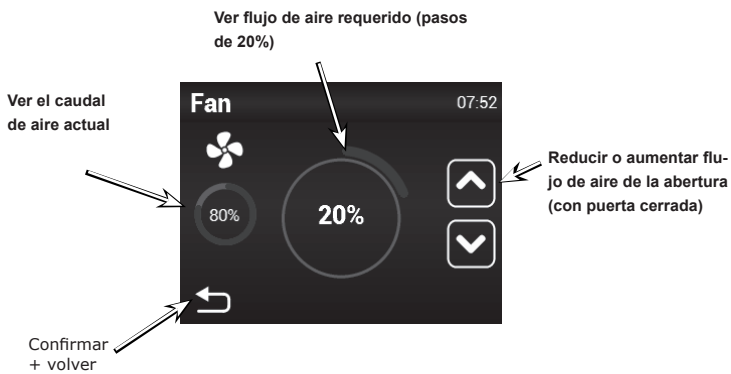 Ver flujo de aire requerido (pasos
de 20%)
Ver el caudal
de aire actual
Fan
07:52
80%
20%
Reducir o aumentar flu-
jo de aire de la abertura
(con puerta cerrada)
Confirmar
+ volver